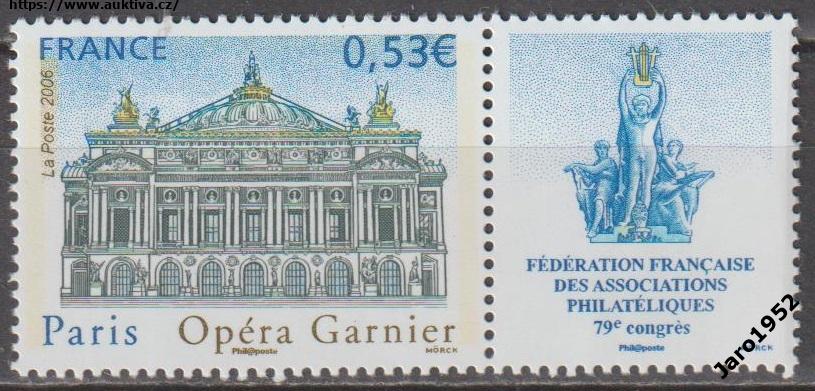 https://www.auktiva.cz/
FRANCE 0,53€
La Poste 2006
Paris Opéra Garnier
Phil@poste MÖRCK
FÉDÉRATION FRANÇAISE
DES ASSOCIATIONS
PHILATÉLIQUES
79e congrès
Phil@poste MÖRCK
Jaro1952